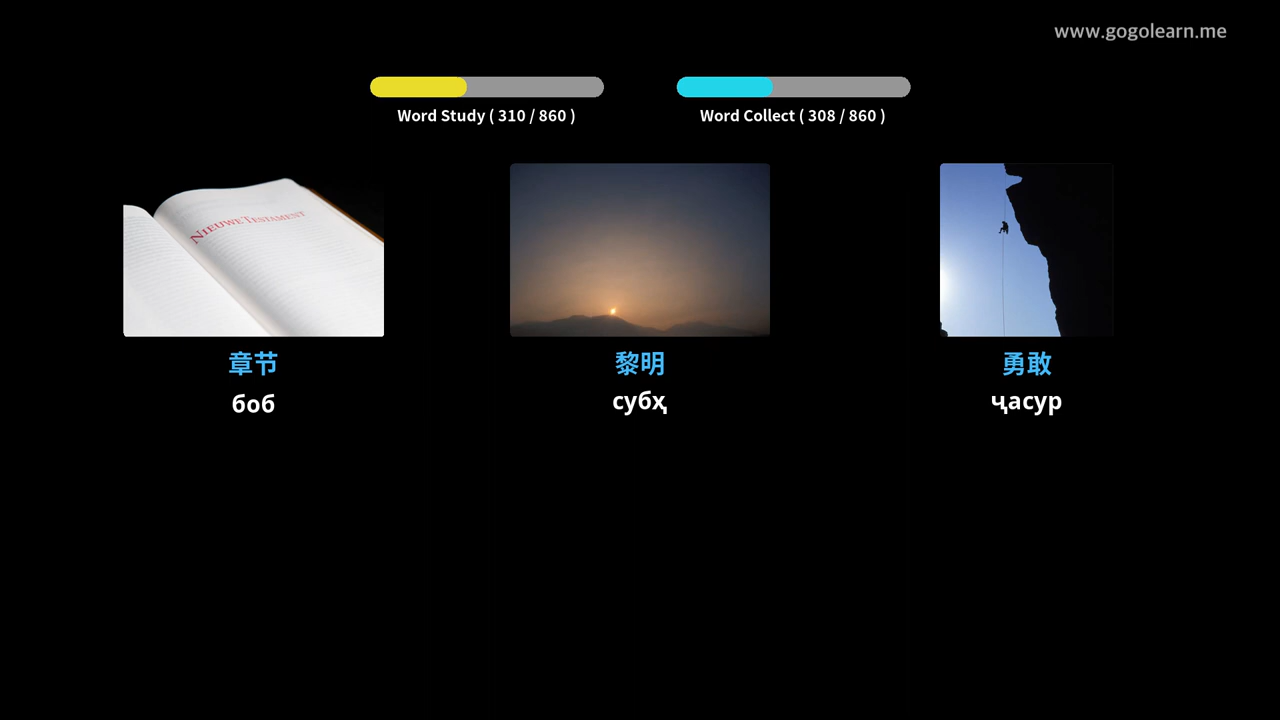 www.gogolearn.me
Word Study ( 310 / 860 )
Word Collect ( 308 / 860 )
NIEUWE TESTAMENT
章节
黎明
勇敢
боб
субҳ
ҷасур